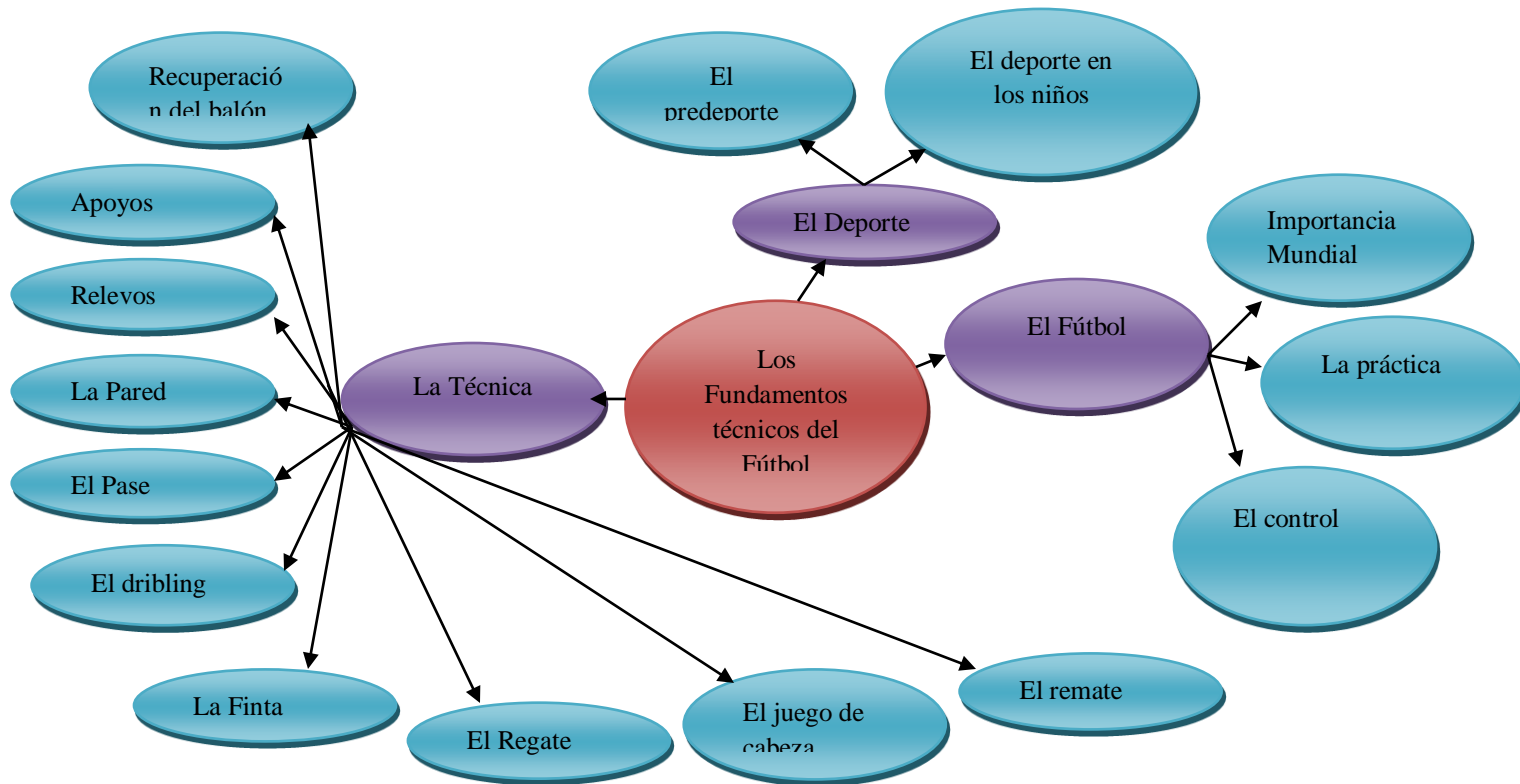 Recuperació
n del balón
El
predeporte
El deporte en
los niños
Apoyos
El Deporte
Importancia
Mundial
Relevos
El Fútbol
La Técnica
Los
Fundamentos
técnicos del
Fútbol
La práctica
La Pared
El Pase
El control
El dribling
La Finta
El Regate
El juego de
cabeza
El remate